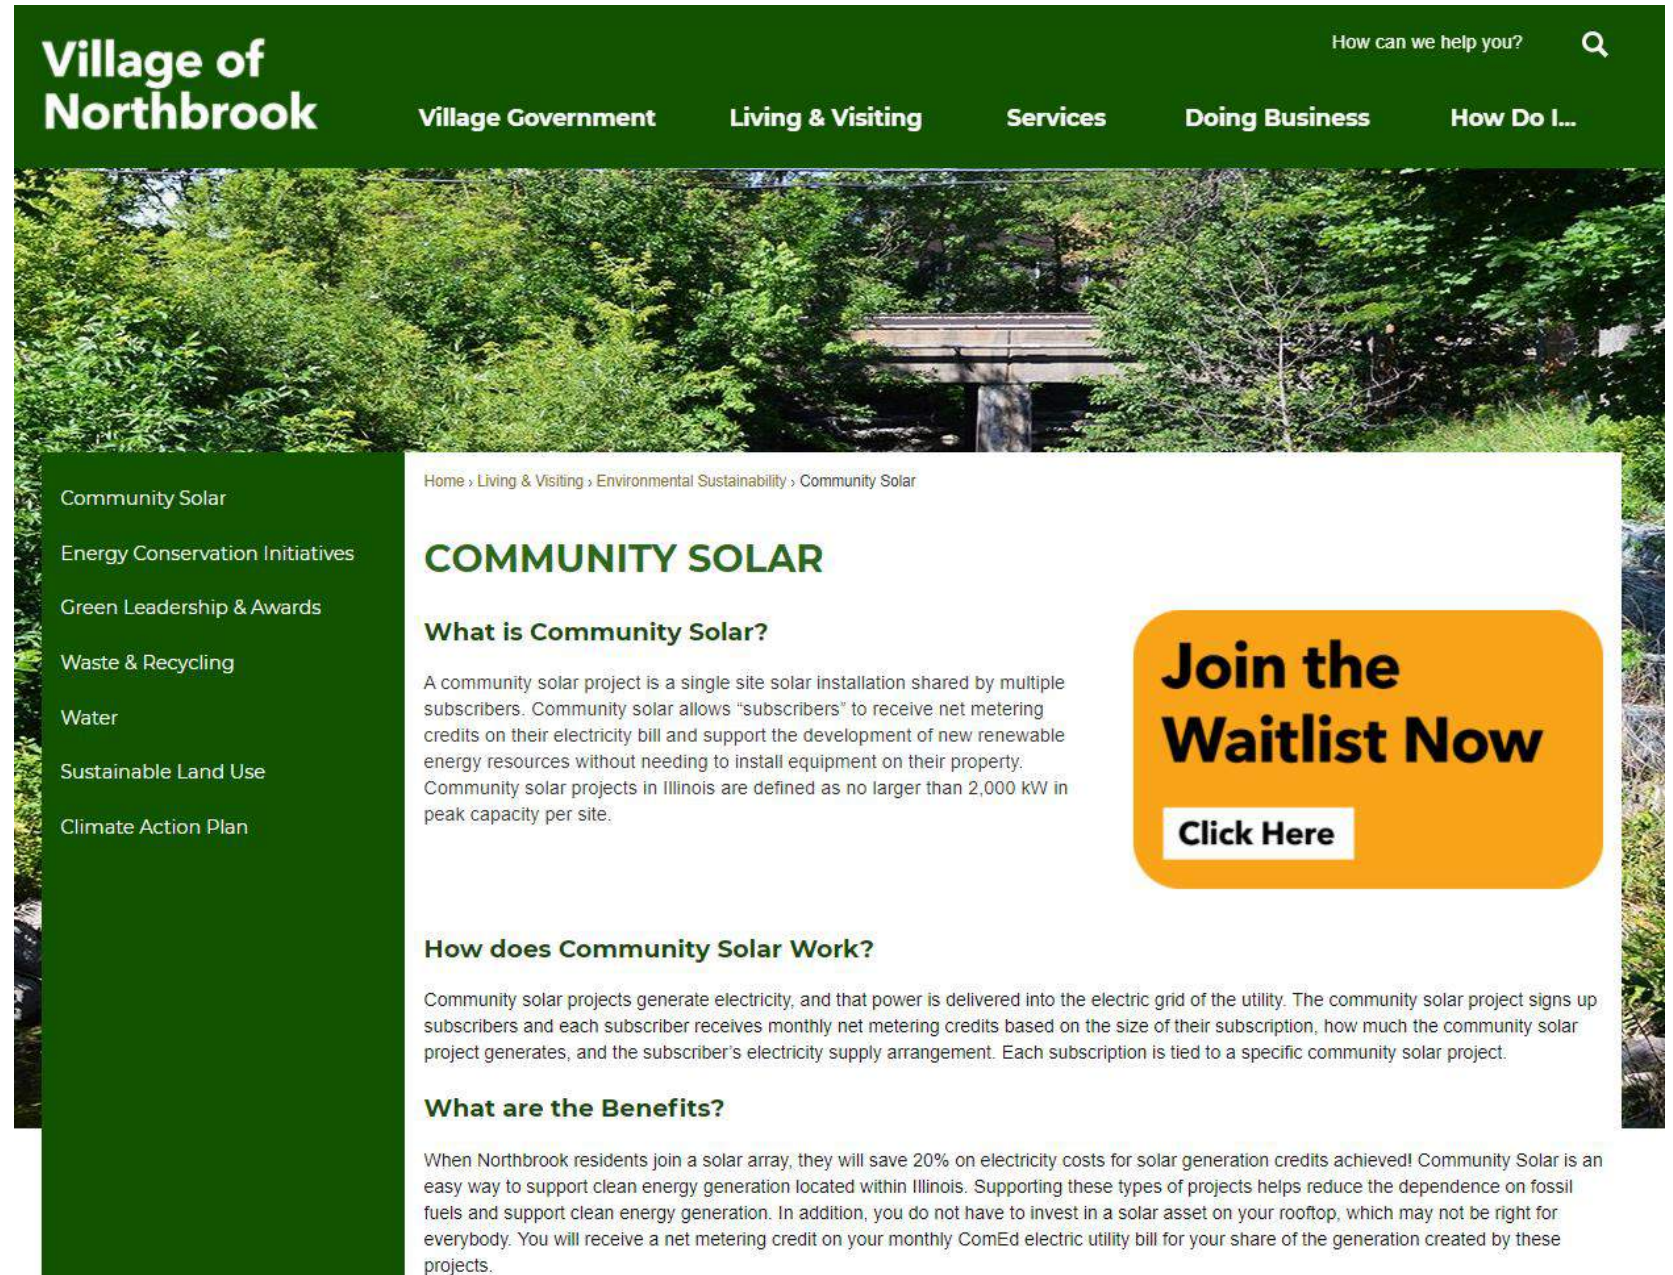 Village of
Northbrook
How can we help you?
Village Government
Living & Visiting
Services
Doing Business
How Do I...
Community Solar
Energy Conservation Initiatives
Green Leadership & Awards
Waste & Recycling
Water
Sustainable Land Use
Climate Action Plan
Home › Living & Visiting › Environmental Sustainability › Community Solar
COMMUNITY SOLAR
What is Community Solar?
A community solar project is a single site solar installation shared by multiple
subscribers. Community solar allows “subscribers” to receive net metering
credits on their electricity bill and support the development of new renewable
energy resources without needing to install equipment on their property.
Community solar projects in Illinois are defined as no larger than 2,000 kW in
peak capacity per site.
Join the
Waitlist Now
Click Here
How does Community Solar Work?
Community solar projects generate electricity, and that power is delivered into the electric grid of the utility. The community solar project signs up
subscribers and each subscriber receives monthly net metering credits based on the size of their subscription, how much the community solar
project generates, and the subscriber’s electricity supply arrangement. Each subscription is tied to a specific community solar project.
What are the Benefits?
When Northbrook residents join a solar array, they will save 20% on electricity costs for solar generation credits achieved! Community Solar is an
easy way to support clean energy generation located within Illinois. Supporting these types of projects helps reduce the dependence on fossil
fuels and support clean energy generation. In addition, you do not have to invest in a solar asset on your rooftop, which may not be right for
everybody. You will receive a net metering credit on your monthly ComEd electric utility bill for your share of the generation created by these
projects.